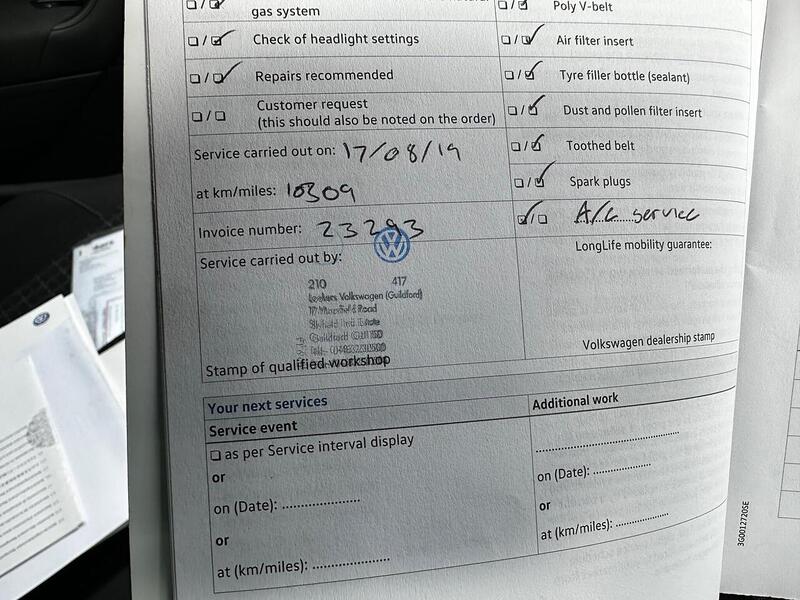 gas system
Check of headlight settings
Repairs recommended
Customer request
(this should also be noted on the order)
Service carried out on: 17/08/19
at km/miles: 10309
Invoice number: 23293
Service carried out by:
210 417
Volkswagen (Guildford)
Road
Guildford
Stamp of qualified workshop
Poly V-belt
Air filter insert
Tyre filler bottle (sealant)
Dust and pollen filter insert
Toothed belt
Spark plugs
A/C service
LongLife mobility guarantee:
Volkswagen dealership stamp
Your next services
Service event
as per Service interval display
or
on (Date):
or
at (km/miles):
Additional work
on (Date):
or
at (km/miles):
3G0012720SE